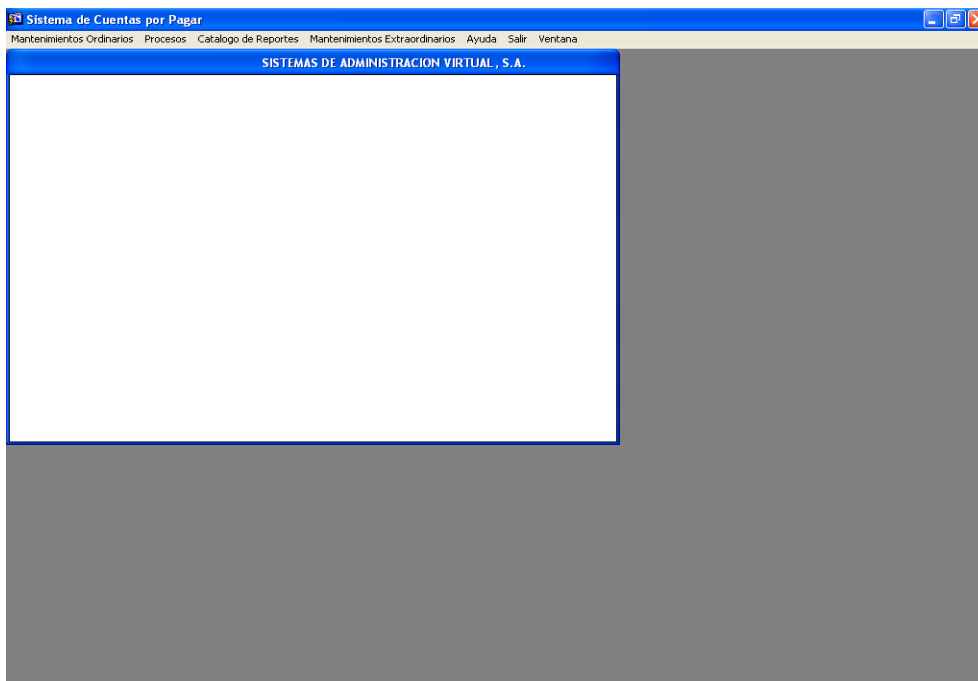 Sistema de Cuentas por Pagar
Mantenimientos Ordinarios Procesos Catalogo de Reportes Mantenimientos Extraordinarios Ayuda Salir Ventana
SISTEMAS DE ADMINISTRACION VIRTUAL, S.A.